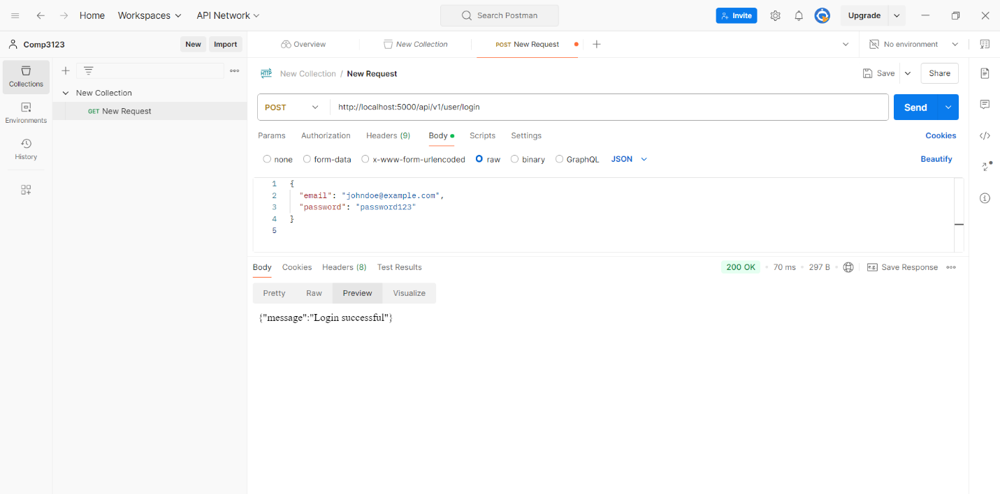 Home Workspaces API Network Search Postman Invite Upgrade
Comp3123 New Import Overview New Collection POST New Request No environment
Collections
New Collection / New Request Save Share
New Collection
GET New Request
POST http://localhost:5000/api/v1/user/login Send
Environments
Params Authorization Headers (9) Body Scripts Settings Cookies
History
none form-data x-www-form-urlencoded raw binary GraphQL JSON Beautify
1 {
2 "email": "johndoe@example.com",
3 "password": "password123"
4 }
5
Body Cookies Headers (8) Test Results 200 OK 70 ms 297 B e.g. Save Response
Pretty Raw Preview Visualize
{"message":"Login successful"}